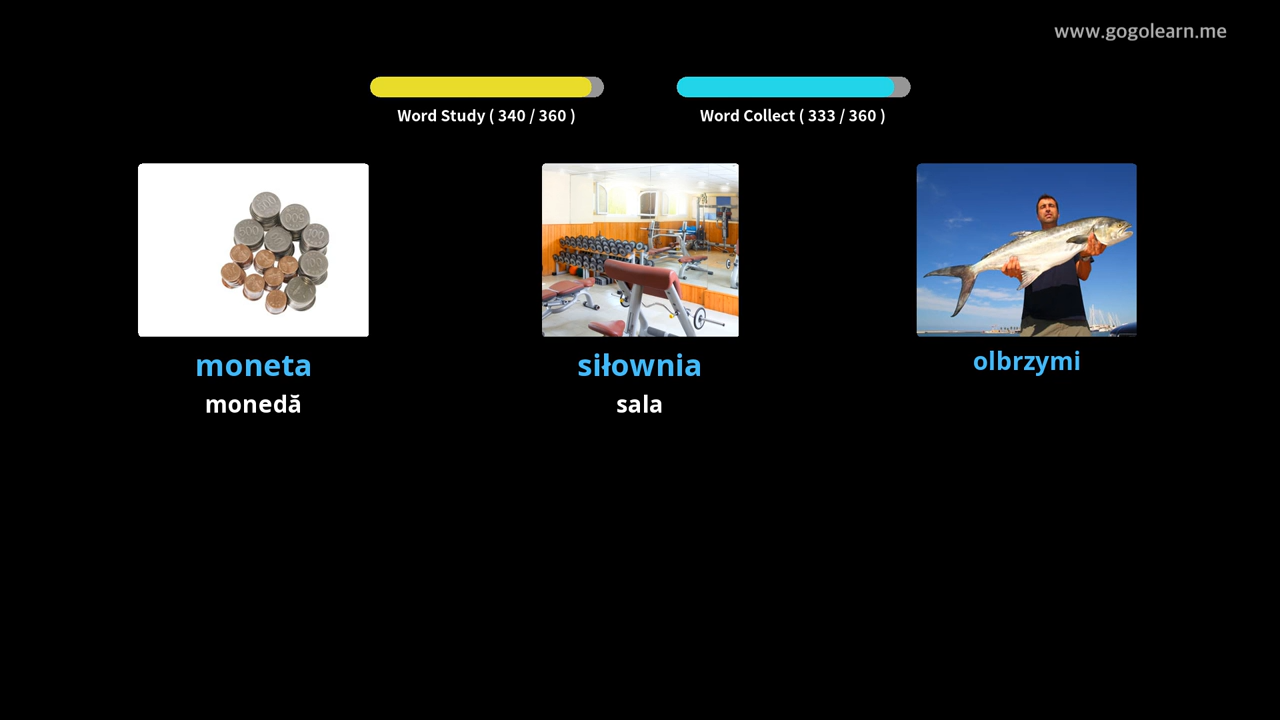 www.gogolearn.me
Word Study ( 340 / 360 )
Word Collect ( 333 / 360 )
moneta
monedă
siłownia
sala
olbrzymi